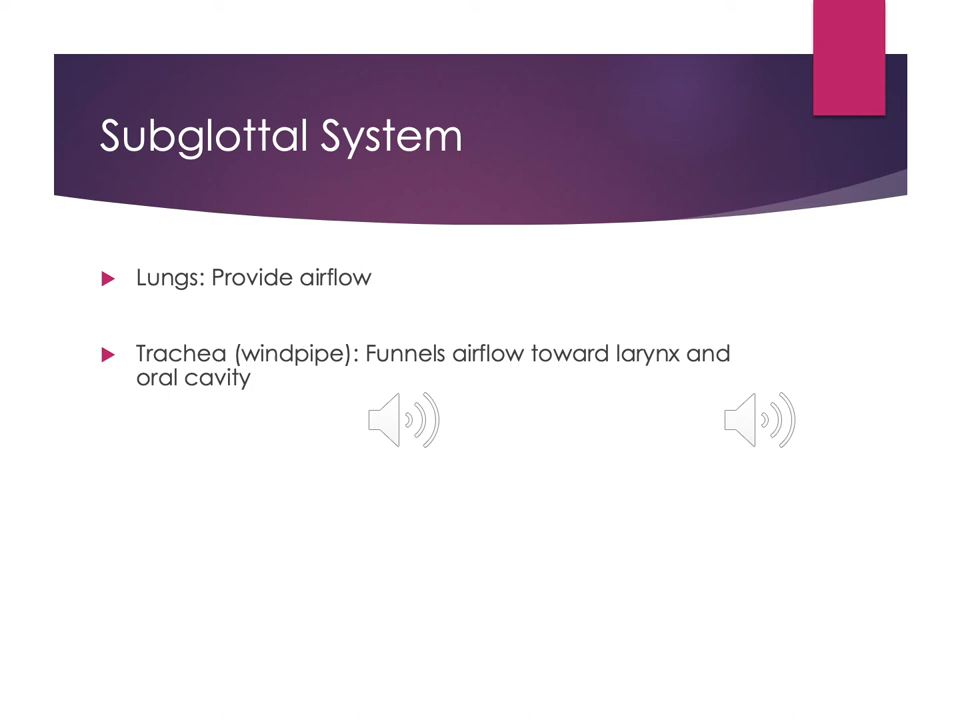 Subglottal System
Lungs: Provide airflow
Trachea (windpipe): Funnels airflow toward larynx and
oral cavity